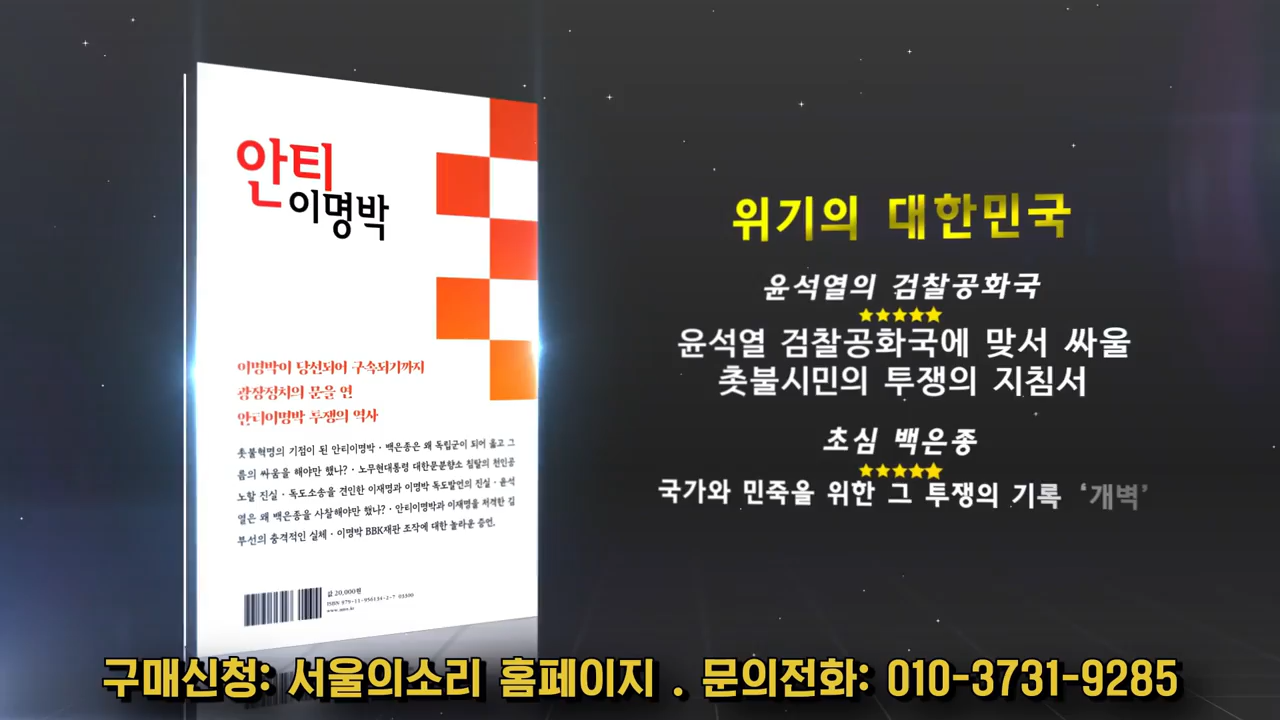 안티
이명박
이명박이 당선되어 구속되기까지
광장정치의 문을 연
안티이명박 투쟁의 역사
촛불혁명의 기점이 된 안티이명박 · 백은종은 왜 독립군이 되어 홀고 그
름의 싸움을 해야만 했나? · 노무현대통령 대한문분향소 침탈의 천인공
노할 진실 · 독도소송을 견인한 이재명과 이명박 독도발언의 진실 · 윤석
열은 왜 백은종을 사찰해야만 했나? · 안티이명박과 이재명을 저격한 김
부선의 충격적인 실체 · 이명박 BBK재판 조작에 대한 놀라운 증언.
값 20,000원
ISBN 979-11-956134-2-7 03300
위기의 대한민국
윤석열의 검찰공화국
윤석열 검찰공화국에 맞서 싸울
촛불시민의 투쟁의 지침서
초심 백은종
국가와 민족을 위한 그 투쟁의 기록 ‘개벽’
구매신청: 서울의소리 홈페이지 . 문의전화: 010-3731-9285